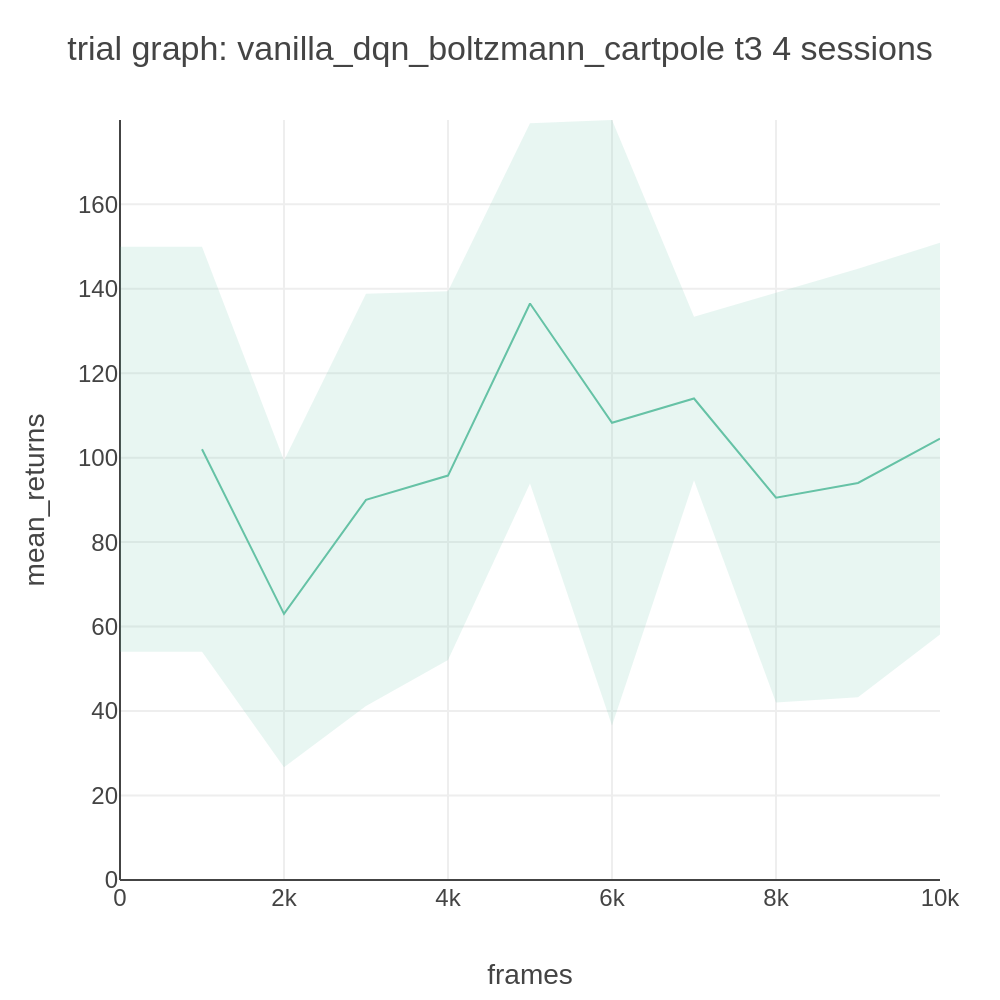 trial graph: vanilla_dqn_boltzmann_cartpole t3 4 sessions
mean_returns
160
140
120
100
80
60
40
20
0
0 2k 4k 6k 8k 10k
frames